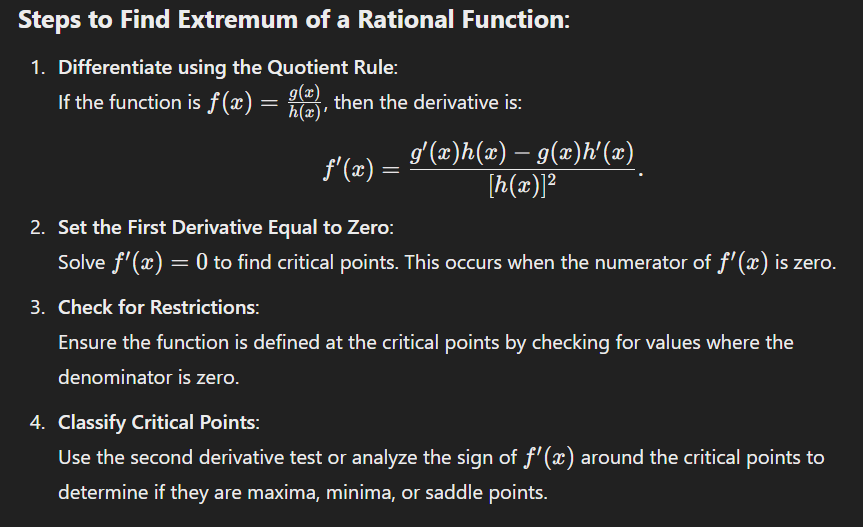 Steps to Find Extremum of a Rational Function:
1. Differentiate using the Quotient Rule:
If the function is f(x) = g(x)/h(x), then the derivative is:
f′(x) = g′(x)h(x) − g(x)h′(x) / [h(x)]².
2. Set the First Derivative Equal to Zero:
Solve f′(x) = 0 to find critical points. This occurs when the numerator of f′(x) is zero.
3. Check for Restrictions:
Ensure the function is defined at the critical points by checking for values where the
denominator is zero.
4. Classify Critical Points:
Use the second derivative test or analyze the sign of f′(x) around the critical points to
determine if they are maxima, minima, or saddle points.